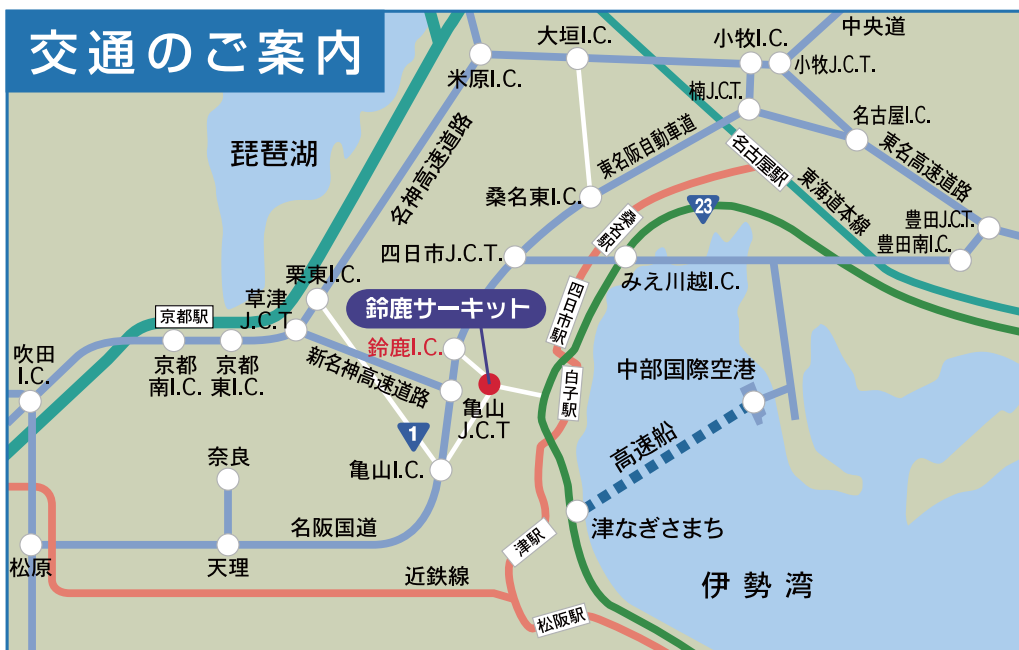 交通のご案内
大垣I.C.
小牧I.C.
中央道
米原I.C.
小牧J.C.T.
楠J.C.T.
名古屋I.C.
琵琶湖
名神高速道路
東名阪自動車道
名古屋駅
東名高速道路
桑名東I.C.
東海道本線
23
桑名駅
豊田J.C.T.
四日市J.C.T.
豊田南I.C.
みえ川越I.C.
栗東I.C.
草津
J.C.T
鈴鹿サーキット
四日市駅
京都駅
鈴鹿I.C.
吹田
I.C.
京都
南I.C.
京都
東I.C.
新名神高速道路
中部国際空港
白子駅
亀山
J.C.T
1
高速船
奈良
亀山I.C.
名阪国道
津なぎさまち
津駅
松原
天理
近鉄線
伊勢湾
松阪駅